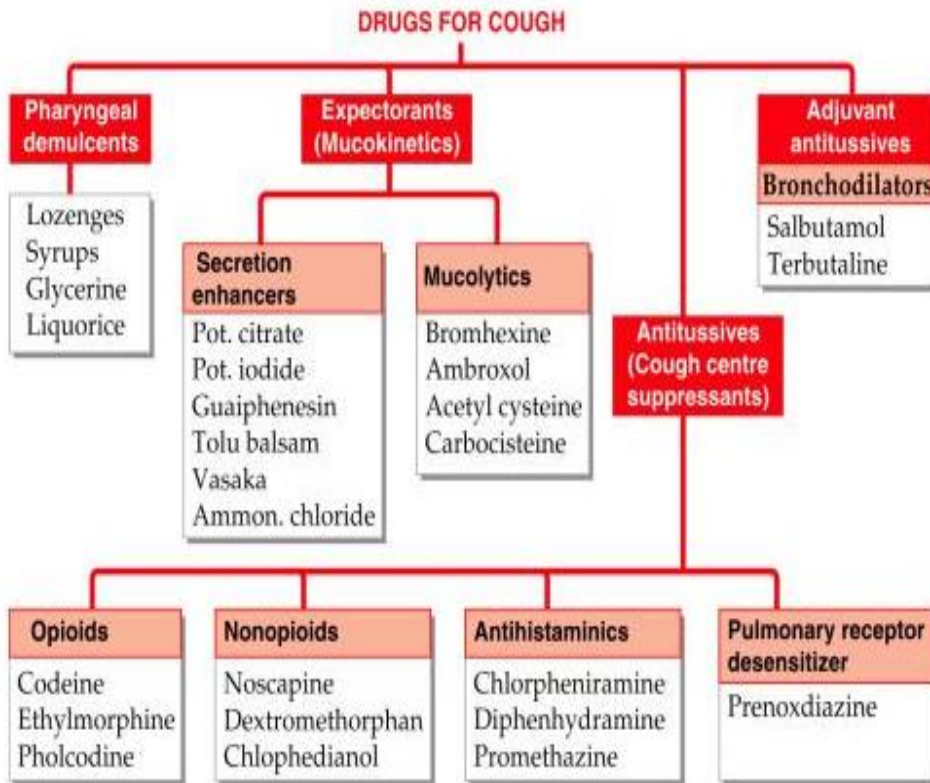 DRUGS FOR COUGH
Pharyngeal
demulcents
Lozenges
Syrups
Glycerine
Liquorice
Expectorants
(Mucokinetics)
Secretion
enhancers
Pot. citrate
Pot. iodide
Guaiphenesin
Tolu balsam
Vasaka
Ammon. chloride
Mucolytics
Bromhexine
Ambroxol
Acetyl cysteine
Carbocisteine
Antitussives
(Cough centre
suppressants)
Adjuvant
antitussives
Bronchodilators
Salbutamol
Terbutaline
Opioids
Codeine
Ethylmorphine
Pholcodine
Nonopioids
Noscapine
Dextromethorphan
Chlophedianol
Antihistaminics
Chlorpheniramine
Diphenhydramine
Promethazine
Pulmonary receptor
desensitizer
Prenoxdiazine